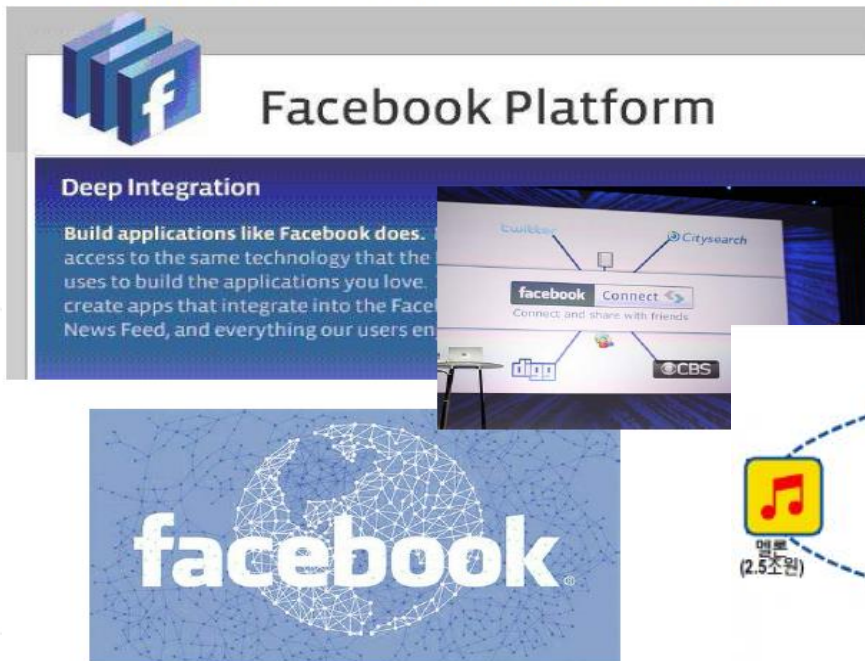 Facebook Platform
Deep Integration
Build applications like Facebook does.
access to the same technology that the
uses to build the applications you love.
create apps that integrate into the Faceb
News Feed, and everything our users en
twitter
Citysearch
facebook Connect
Connect and share with friends
digg
CBS
facebook
멜론
(2.5조원)